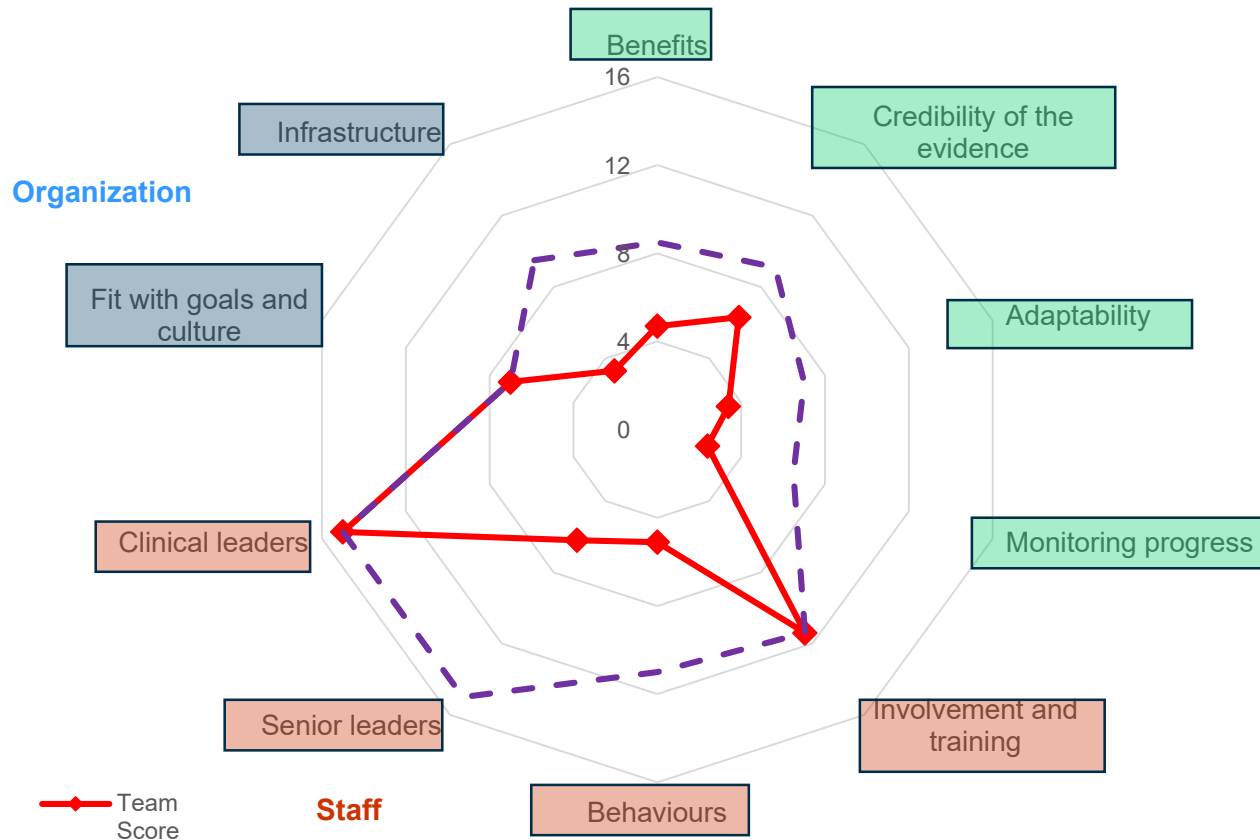 Benefits
16
Credibility of the
evidence
Infrastructure
12
Organization
8
Fit with goals and
culture
Adaptability
4
0
Clinical leaders
Monitoring progress
Senior leaders
Involvement and
training
Team
Score
Staff
Behaviours